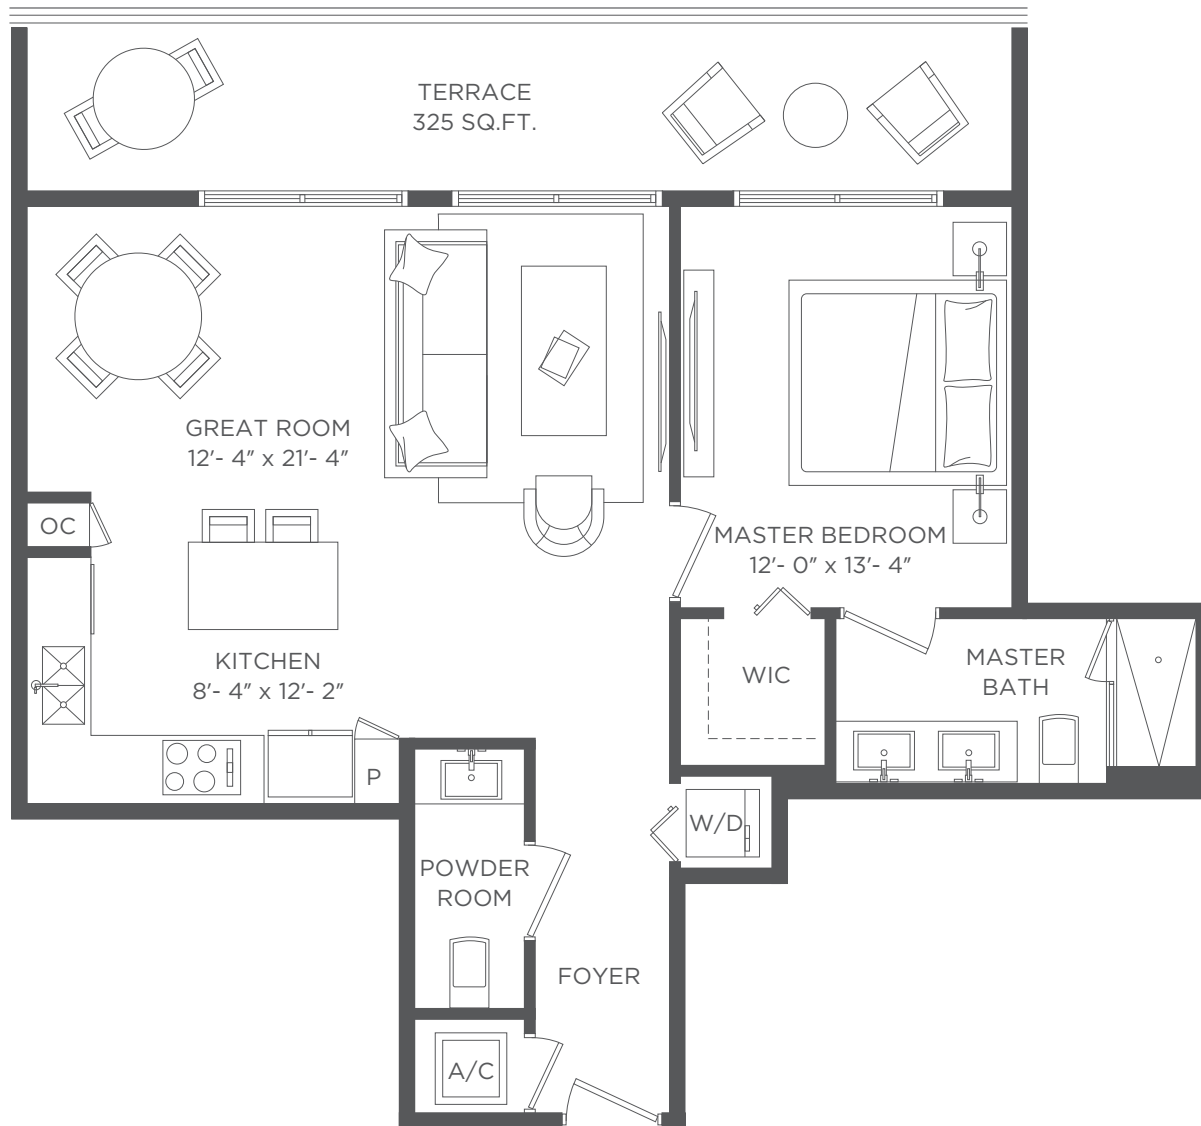 TERRACE
325 SQ.FT.
GREAT ROOM
12'- 4" x 21'- 4"
OC
MASTER BEDROOM
12'- 0" x 13'- 4"
KITCHEN
8'- 4" x 12'- 2"
WIC
MASTER
BATH
P
W/D
POWDER
ROOM
FOYER
A/C